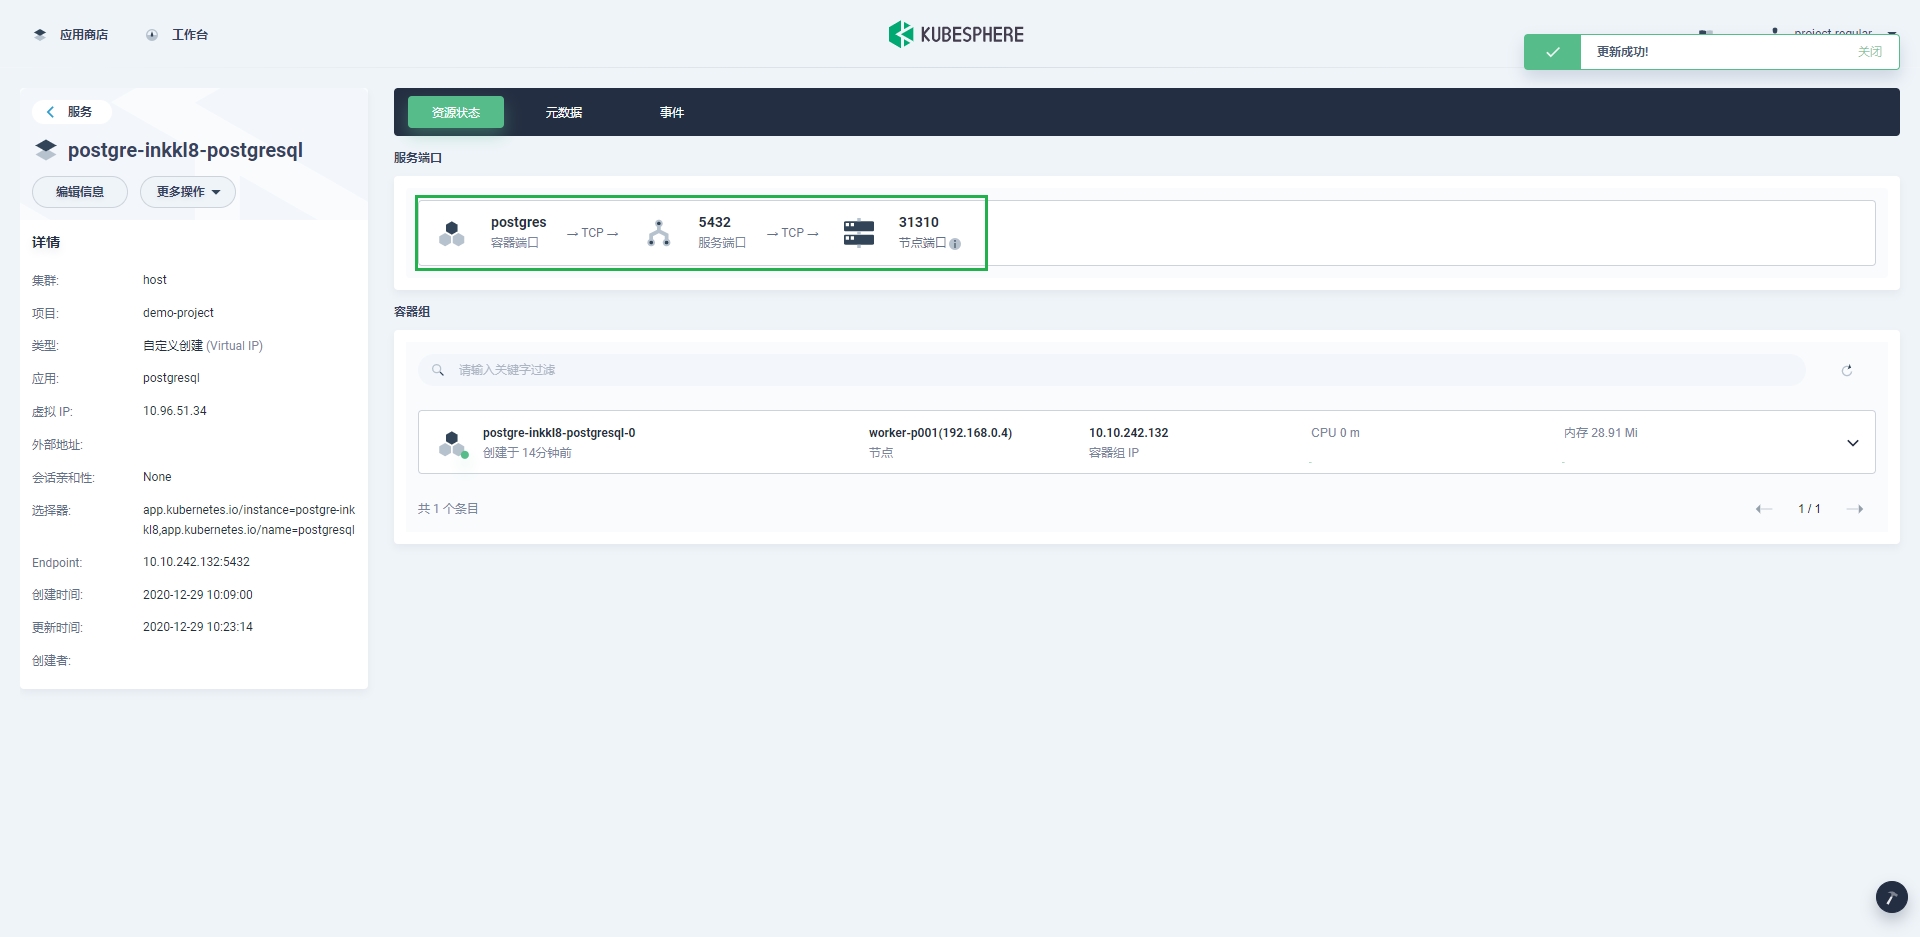 应用商店
工作台
KUBESPHERE
project regular
更新成功!
关闭
服务
postgre-inkkl8-postgresql
编辑信息
更多操作
详情
集群: host
项目: demo-project
类型: 自定义创建 (Virtual IP)
应用: postgresql
虚拟 IP: 10.96.51.34
外部地址:
会话亲和性: None
选择器: app.kubernetes.io/instance=postgre-ink
kl8,app.kubernetes.io/name=postgresql
Endpoint: 10.10.242.132:5432
创建时间: 2020-12-29 10:09:00
更新时间: 2020-12-29 10:23:14
创建者:
资源状态
元数据
事件
服务端口
postgres
容器端口
→ TCP →
5432
服务端口
→ TCP →
31310
节点端口
容器组
请输入关键字过滤
postgre-inkkl8-postgresql-0
创建于 14分钟前
worker-p001(192.168.0.4)
节点
10.10.242.132
容器组 IP
CPU 0 m
-
内存 28.91 Mi
-
共 1 个条目
1 / 1